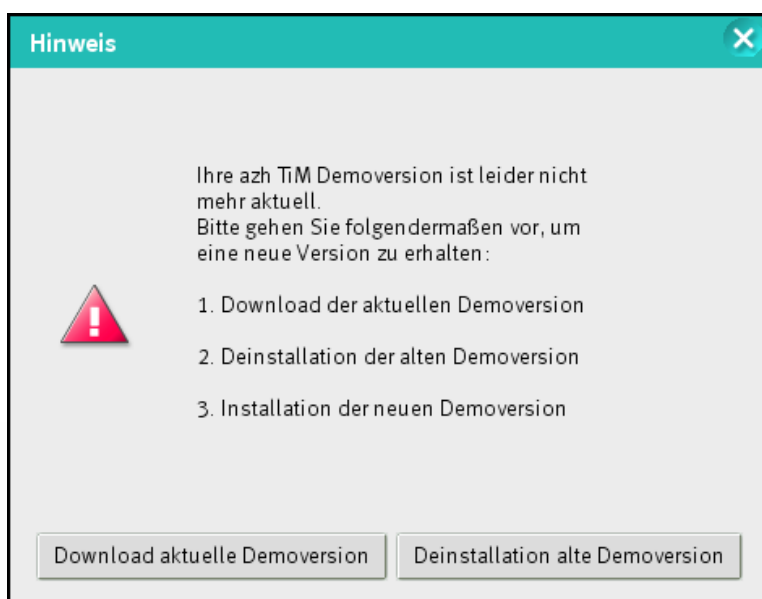 Hinweis
Ihre azh TiM Demoversion ist leider nicht
mehr aktuell.
Bitte gehen Sie folgendermaßen vor, um
eine neue Version zu erhalten:
1. Download der aktuellen Demoversion
2. Deinstallation der alten Demoversion
3. Installation der neuen Demoversion
Download aktuelle Demoversion
Deinstallation alte Demoversion